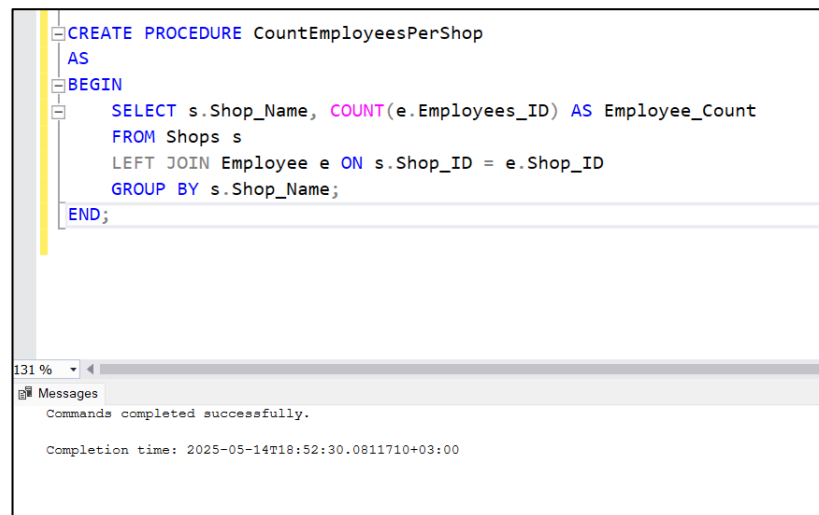 CREATE PROCEDURE CountEmployeesPerShop
AS
BEGIN
SELECT s.Shop_Name, COUNT(e.Employees_ID) AS Employee_Count
FROM Shops s
LEFT JOIN Employee e ON s.Shop_ID = e.Shop_ID
GROUP BY s.Shop_Name;
END;
131 %
Messages
Commands completed successfully.
Completion time: 2025-05-14T18:52:30.0811710+03:00